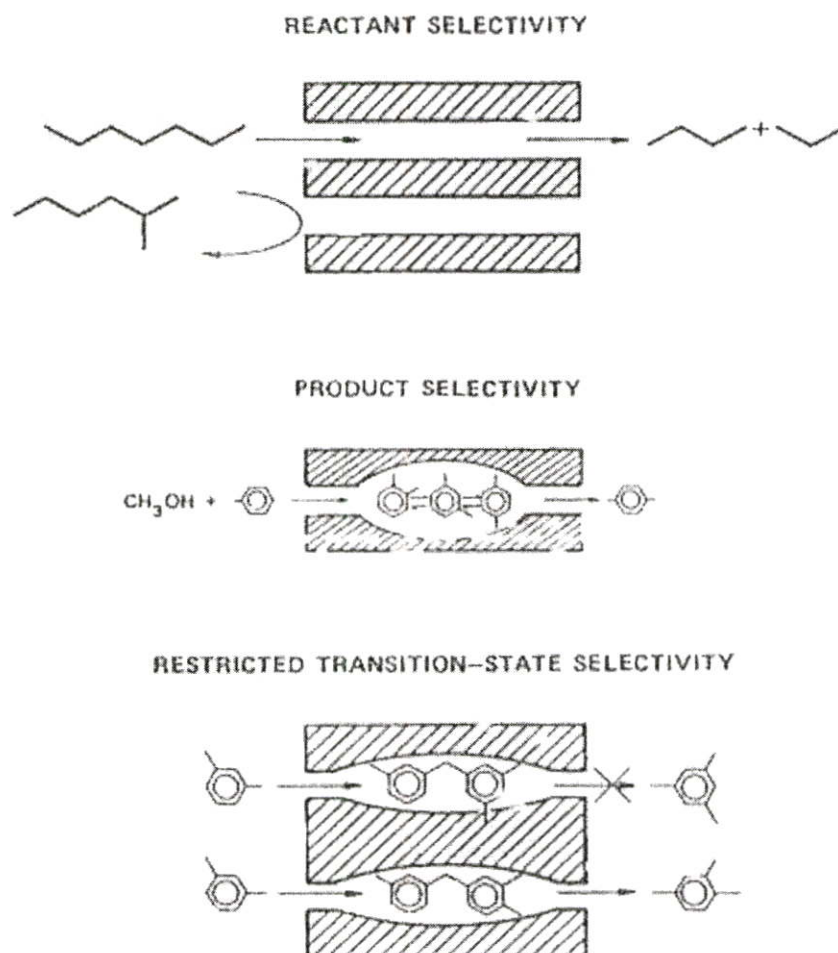 REACTANT SELECTIVITY
+
PRODUCT SELECTIVITY
CH₃OH +
RESTRICTED TRANSITION–STATE SELECTIVITY